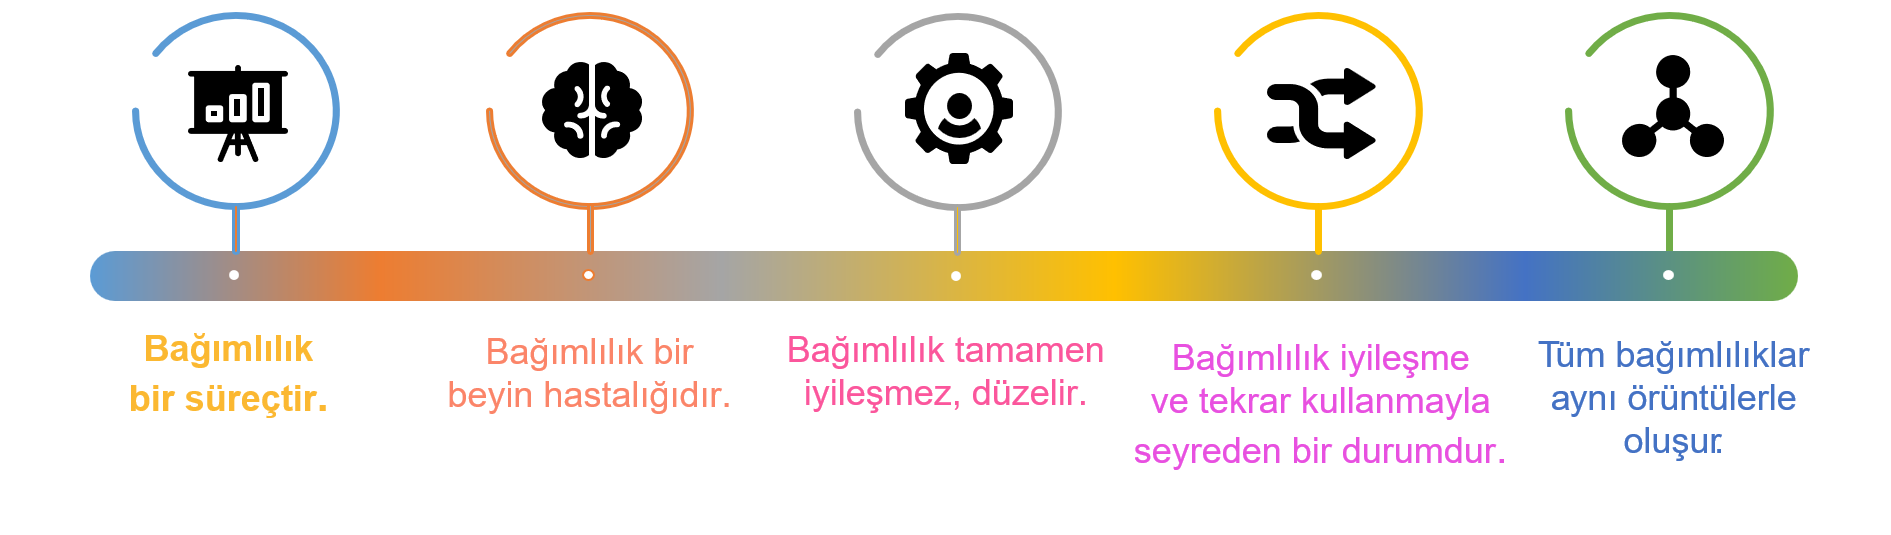 Bağımlılık
bir süreçtir.
Bağımlılık bir
beyin hastalığıdır.
Bağımlılık tamamen
iyileşmez, düzelir.
Bağımlılık iyileşme
ve tekrar kullanmayla
seyreden bir durumdur.
Tüm bağımlılıklar
aynı örüntülerle
oluşur.